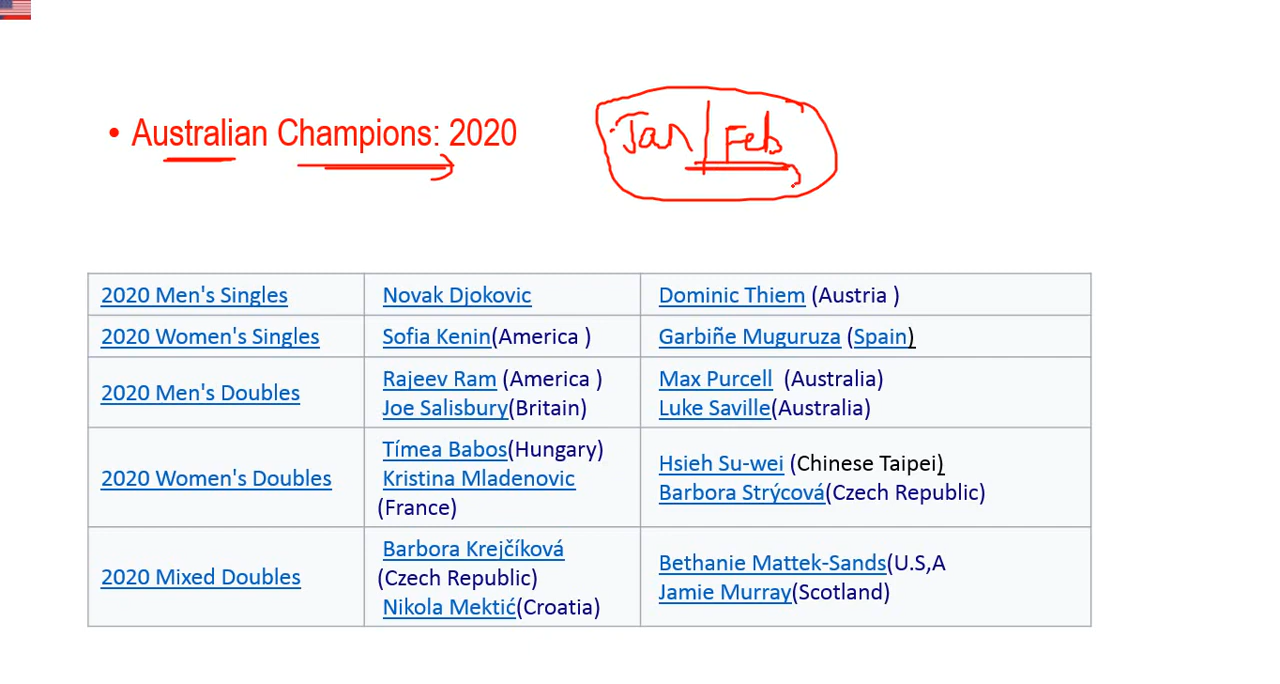 • Australian Champions: 2020
Jan | Feb
2020 Men's Singles
Novak Djokovic
Dominic Thiem (Austria )
2020 Women's Singles
Sofia Kenin(America )
Garbiñe Muguruza (Spain)
2020 Men's Doubles
Rajeev Ram (America )
Joe Salisbury(Britain)
Max Purcell (Australia)
Luke Saville(Australia)
2020 Women's Doubles
Tímea Babos(Hungary)
Kristina Mladenovic
(France)
Hsieh Su-wei (Chinese Taipei)
Barbora Strýcová(Czech Republic)
2020 Mixed Doubles
Barbora Krejčíková
(Czech Republic)
Nikola Mektić(Croatia)
Bethanie Mattek-Sands(U.S,A
Jamie Murray(Scotland)